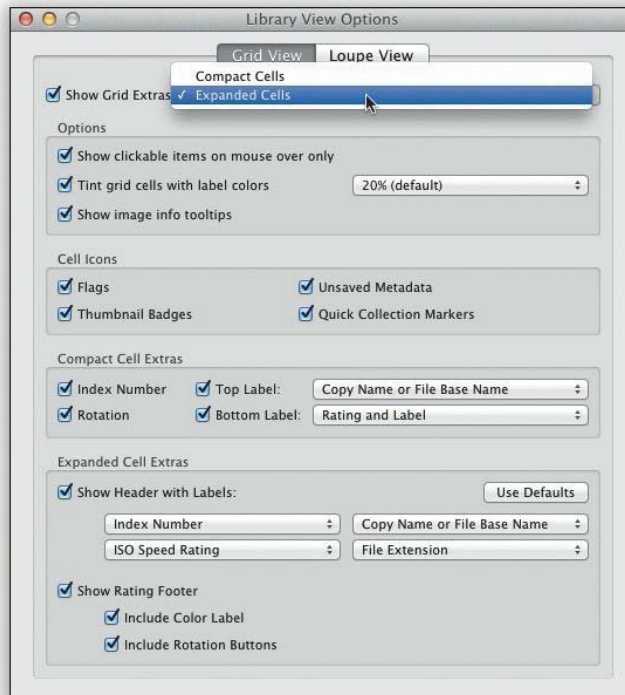 Library View Options
Grid View Loupe View
Compact Cells
Show Grid Extras ✓ Expanded Cells
Options
Show clickable items on mouse over only
Tint grid cells with label colors 20% (default)
Show image info tooltips
Cell Icons
Flags Unsaved Metadata
Thumbnail Badges Quick Collection Markers
Compact Cell Extras
Index Number Top Label: Copy Name or File Base Name
Rotation Bottom Label: Rating and Label
Expanded Cell Extras
Show Header with Labels: Use Defaults
Index Number Copy Name or File Base Name
ISO Speed Rating File Extension
Show Rating Footer
Include Color Label
Include Rotation Buttons